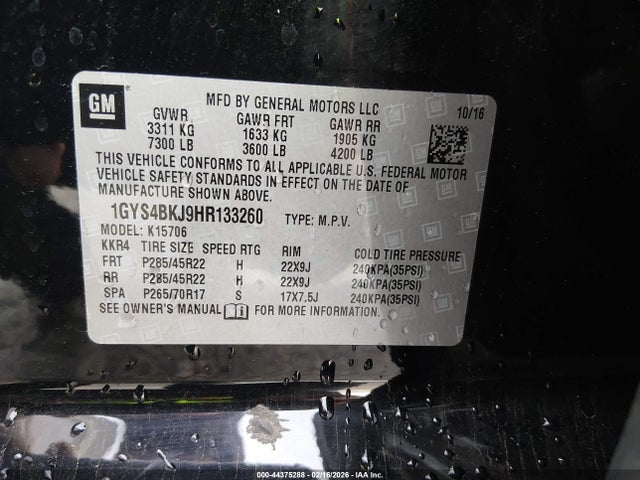 GM
MFD BY GENERAL MOTORS LLC
10/16
GVWR GAWR FRT GAWR RR
3311 KG 1633 KG 1905 KG
7300 LB 3600 LB 4200 LB
THIS VEHICLE CONFORMS TO ALL APPLICABLE U.S. FEDERAL MOTOR
VEHICLE SAFETY STANDARDS IN EFFECT ON THE DATE OF
MANUFACTURE SHOWN ABOVE.
1GYS4BKJ9HR133260 TYPE: M.P.V.
MODEL: K15706
KKR4 TIRE SIZE SPEED RTG RIM COLD TIRE PRESSURE
FRT P285/45R22 H 22X9J 240KPA(35PSI)
RR P285/45R22 H 22X9J 240KPA(35PSI)
SPA P265/70R17 S 17X7.5J 240KPA(35PSI)
SEE OWNER'S MANUAL FOR MORE INFORMATION.
000-44375288 - 02/16/2026 - IAAI.COM